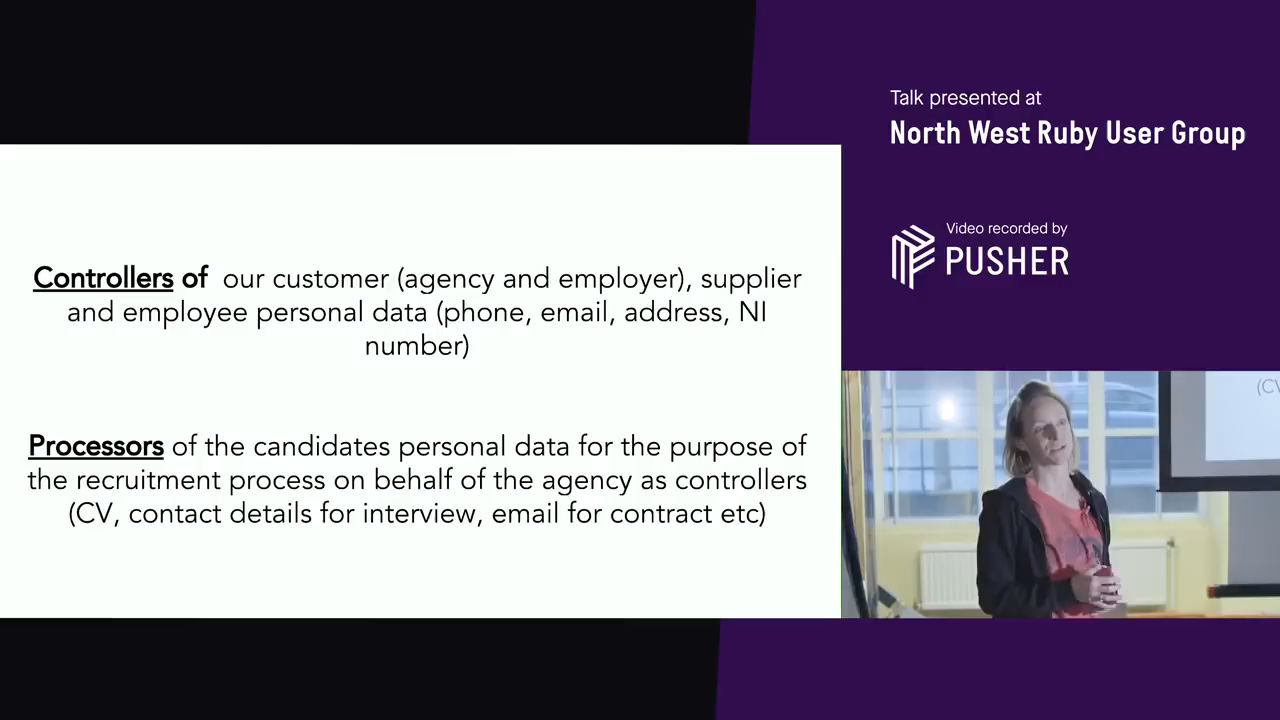 Talk presented at
North West Ruby User Group
Video recorded by
PUSHER
Controllers of our customer (agency and employer), supplier
and employee personal data (phone, email, address, NI
number)
Processors of the candidates personal data for the purpose of
the recruitment process on behalf of the agency as controllers
(CV, contact details for interview, email for contract etc)
(CV